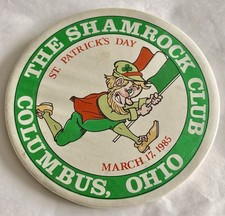 THE SHAMROCK CLUB
ST. PATRICK'S DAY
MARCH 17, 1985
COLUMBUS, OHIO